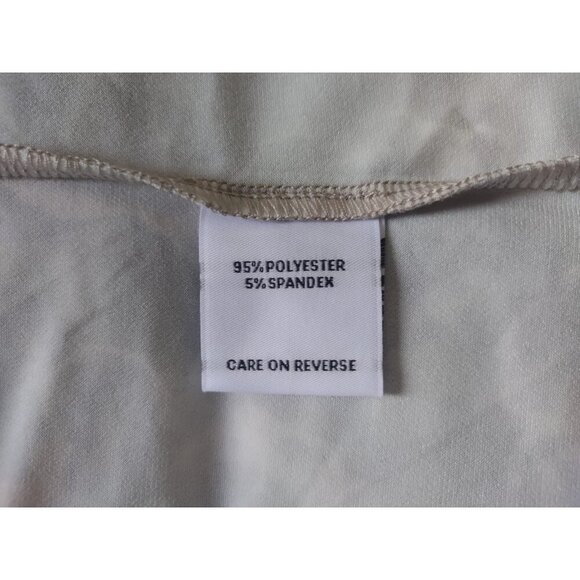 95% POLYESTER
5% SPANDEX
CARE ON REVERSE